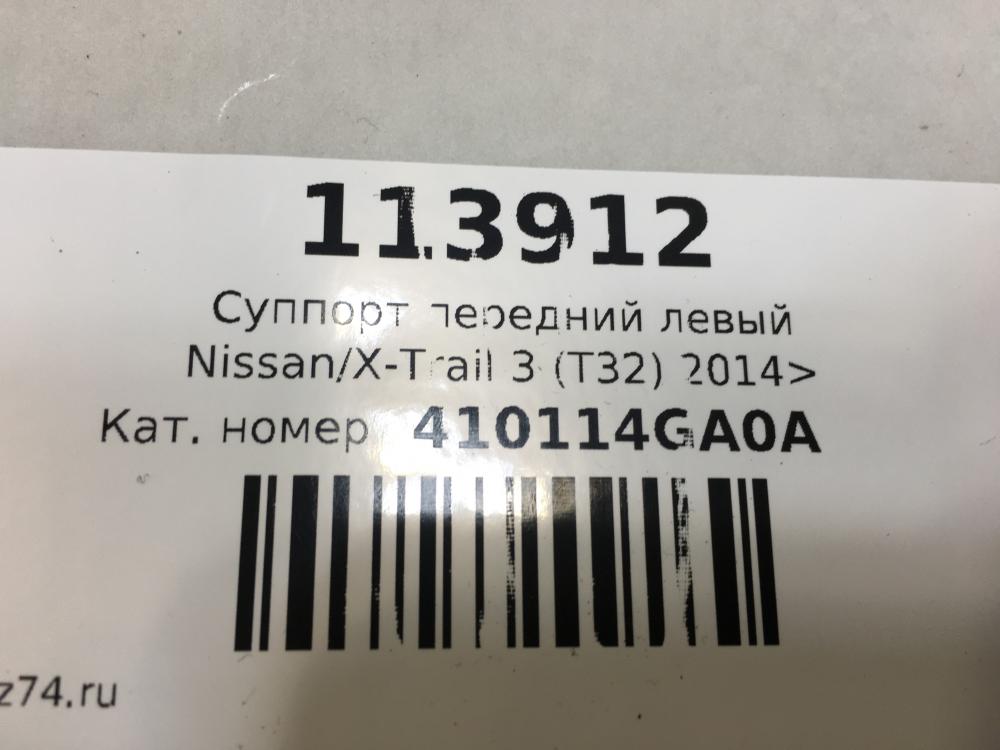 113912
Суппорт передний левый
Nissan/X-Trail 3 (T32) 2014>
Кат. номер 410114GA0A
z74.ru